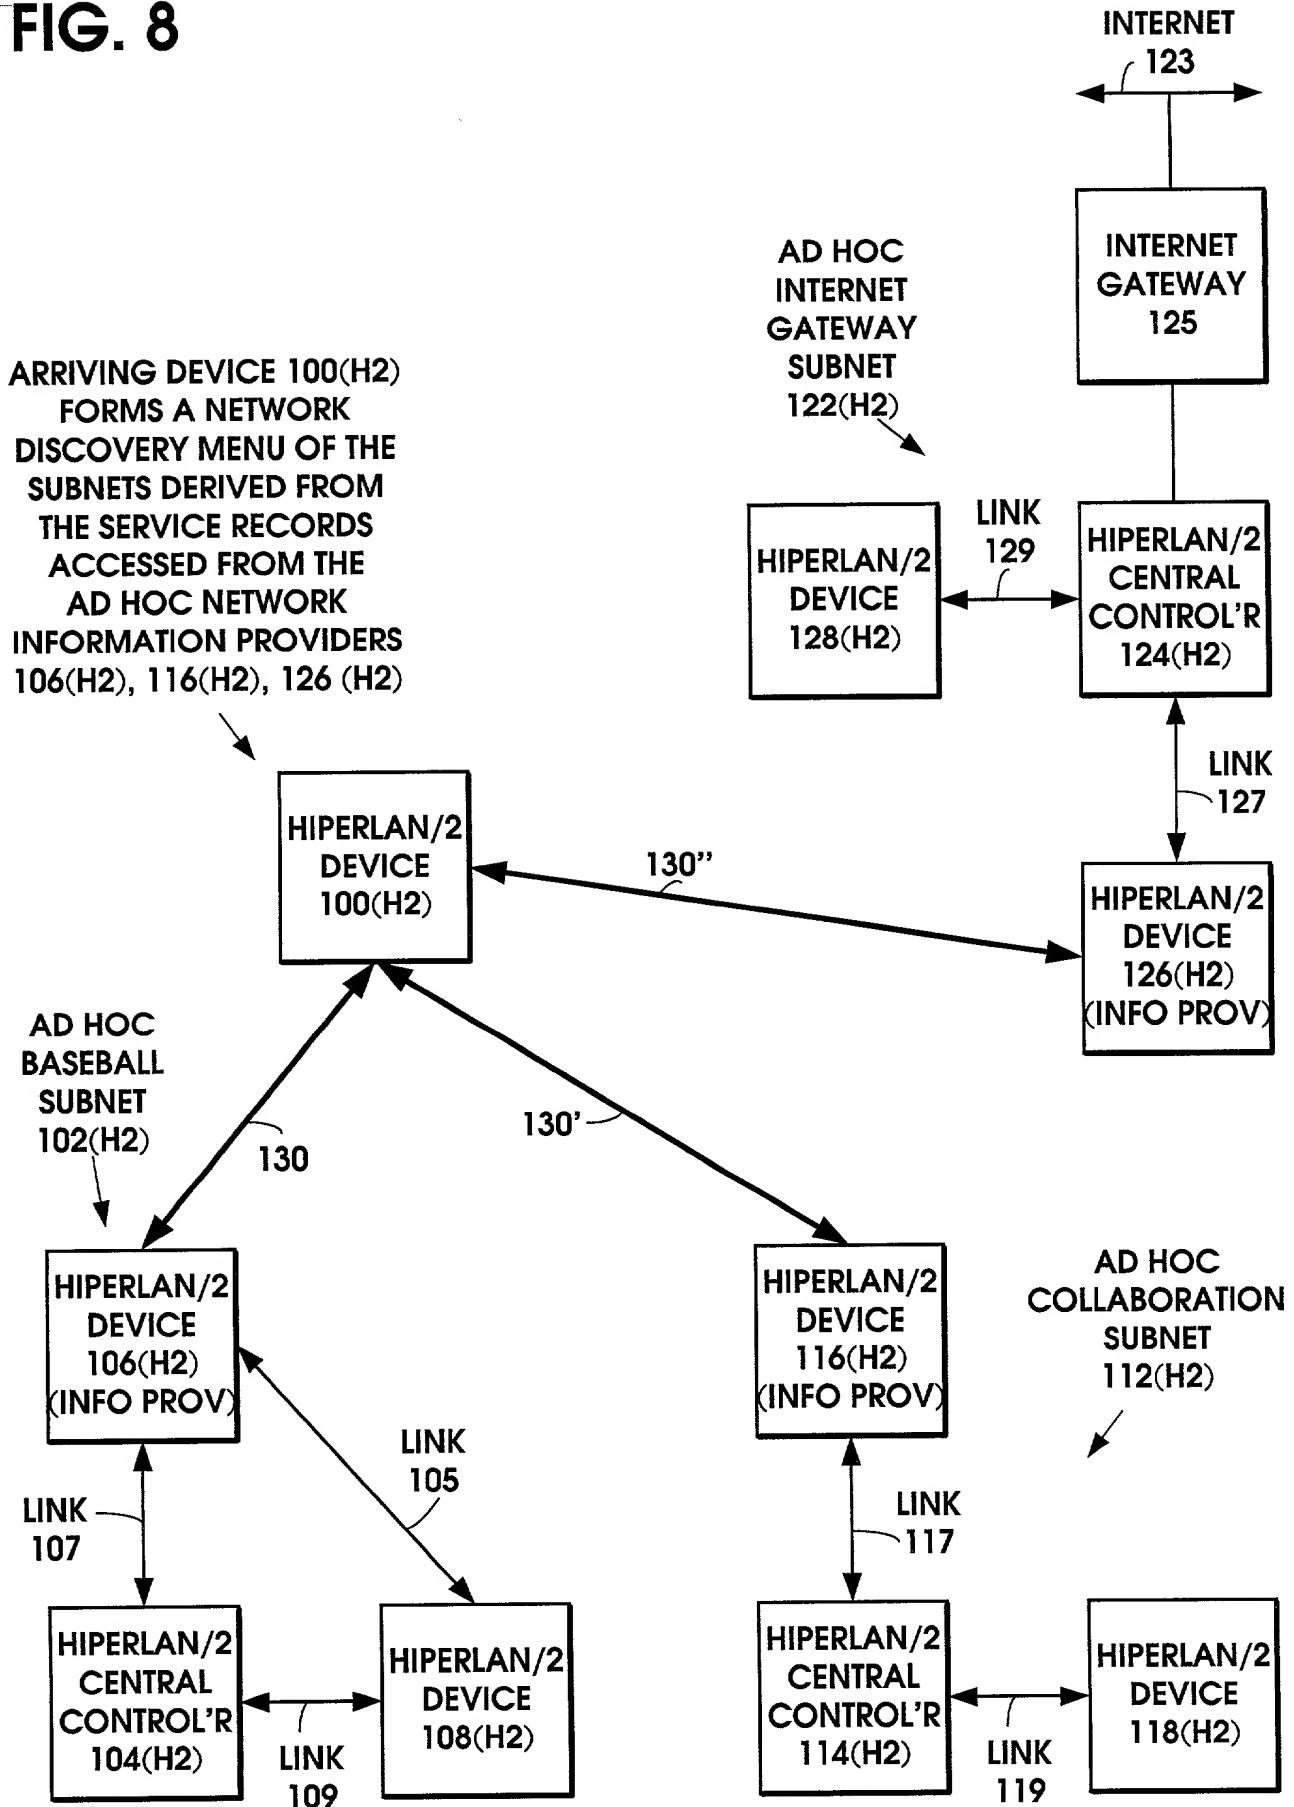 FIG. 8
INTERNET
123
INTERNET
GATEWAY
125
AD HOC
INTERNET
GATEWAY
SUBNET
122(H2)
ARRIVING DEVICE 100(H2)
FORMS A NETWORK
DISCOVERY MENU OF THE
SUBNETS DERIVED FROM
THE SERVICE RECORDS
ACCESSED FROM THE
AD HOC NETWORK
INFORMATION PROVIDERS
106(H2), 116(H2), 126 (H2)
HIPERLAN/2
DEVICE
128(H2)
LINK
129
HIPERLAN/2
CENTRAL
CONTROL'R
124(H2)
LINK
127
HIPERLAN/2
DEVICE
100(H2)
130''
HIPERLAN/2
DEVICE
126(H2)
(INFO PROV)
AD HOC
BASEBALL
SUBNET
102(H2)
130
130'
HIPERLAN/2
DEVICE
106(H2)
(INFO PROV)
HIPERLAN/2
DEVICE
116(H2)
(INFO PROV)
AD HOC
COLLABORATION
SUBNET
112(H2)
LINK
105
LINK
107
LINK
117
HIPERLAN/2
CENTRAL
CONTROL'R
104(H2)
LINK
109
HIPERLAN/2
DEVICE
108(H2)
HIPERLAN/2
CENTRAL
CONTROL'R
114(H2)
LINK
119
HIPERLAN/2
DEVICE
118(H2)